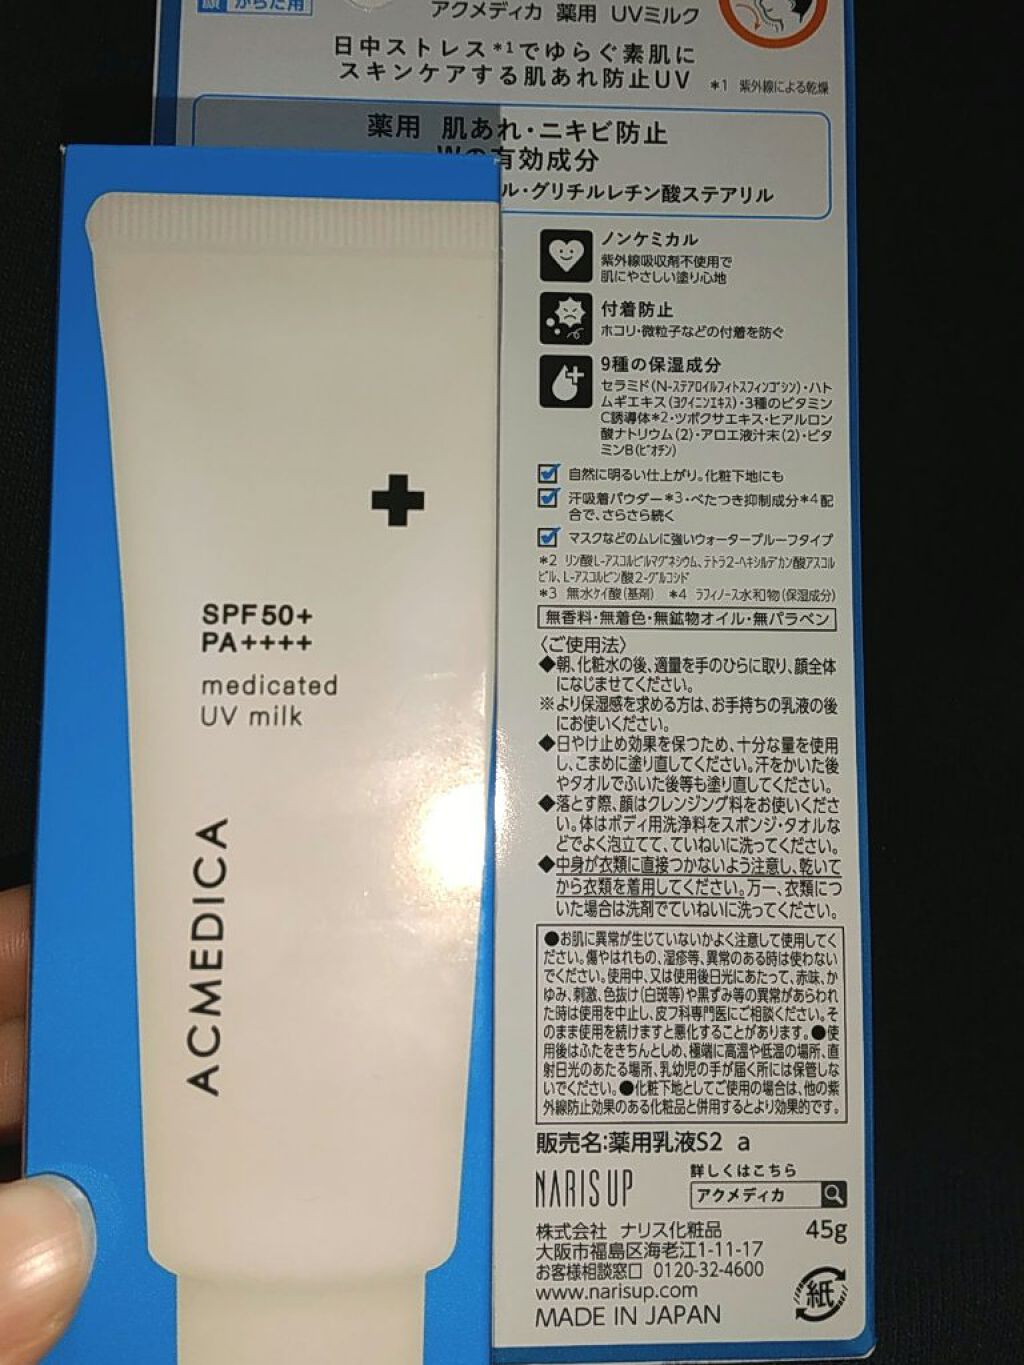 顔 からだ用
アクメディカ 薬用 UVミルク
日中ストレス*1でゆらぐ素肌に
スキンケアする肌あれ防止UV *1 紫外線による乾燥
薬用 肌あれ・ニキビ防止
Wの有効成分
ル・グリチルレチン酸ステアリル
ノンケミカル
紫外線吸収剤不使用で
肌にやさしい塗り心地
付着防止
ホコリ・微粒子などの付着を防ぐ
9種の保湿成分
セラミド(N-ステアロイルフィトスフィンゴシン)・ハト
ムギエキス(ヨクイニンエキス)・3種のビタミン
C誘導体*2・ツボクサエキス・ヒアルロン
酸ナトリウム(2)・アロエ液汁末(2)・ビタ
ミンB(ビオチン)
自然に明るい仕上がり。化粧下地にも
汗吸着パウダー*3・べたつき抑制成分*4配
合で、さらさら続く
マスクなどのムレに強いウォータープルーフタイプ
*2 リン酸L-アスコルビルマグネシウム、テトラ2-ヘキシルデカン酸アスコル
ビル、L-アスコルビン酸2-グルコシド
*3 無水ケイ酸(基剤) *4 ラフィノース水和物(保湿成分)
無香料・無着色・無鉱物オイル・無パラベン
〈ご使用法〉
◆朝、化粧水の後、適量を手のひらに取り、顔全体
になじませてください。
※より保湿感を求める方は、お手持ちの乳液の後
にお使いください。
◆日やけ止め効果を保つため、十分な量を使用
し、こまめに塗り直してください。汗をかいた後
やタオルでふいた後等も塗り直してください。
◆落とす際、顔はクレンジング料をお使いくださ
い。体はボディ用洗浄料をスポンジ・タオルな
どでよく泡立てて、ていねいに洗ってください。
◆中身が衣類に直接つかないよう注意し、乾いて
から衣類を着用してください。万一、衣類につ
いた場合は洗剤でていねいに洗ってください。
●お肌に異常が生じていないかよく注意して使用してく
ださい。傷やはれもの、湿疹等、異常のある時は使わない
でください。使用中、又は使用後日光にあたって、赤味、か
ゆみ、刺激、色抜け(白斑等)や黒ずみ等の異常があらわれ
た時は使用を中止し、皮フ科専門医にご相談ください。そ
のまま使用を続けますと悪化することがあります。●使
用後はふたをきちんとしめ、極端に高温や低温の場所、直
射日光のあたる場所、乳幼児の手が届く所には保管しな
いでください。●化粧下地としてご使用の場合は、他の紫
外線防止効果のある化粧品と併用するとより効果的です。
販売名:薬用乳液S2 a
NARIS UP
詳しくはこちら
アクメディカ
株式会社 ナリス化粧品 45g
大阪市福島区海老江1-11-17
お客様相談窓口 0120-32-4600
www.narisup.com
MADE IN JAPAN
紙
SPF50+
PA++++
medicated
UV milk
ACMEDICA